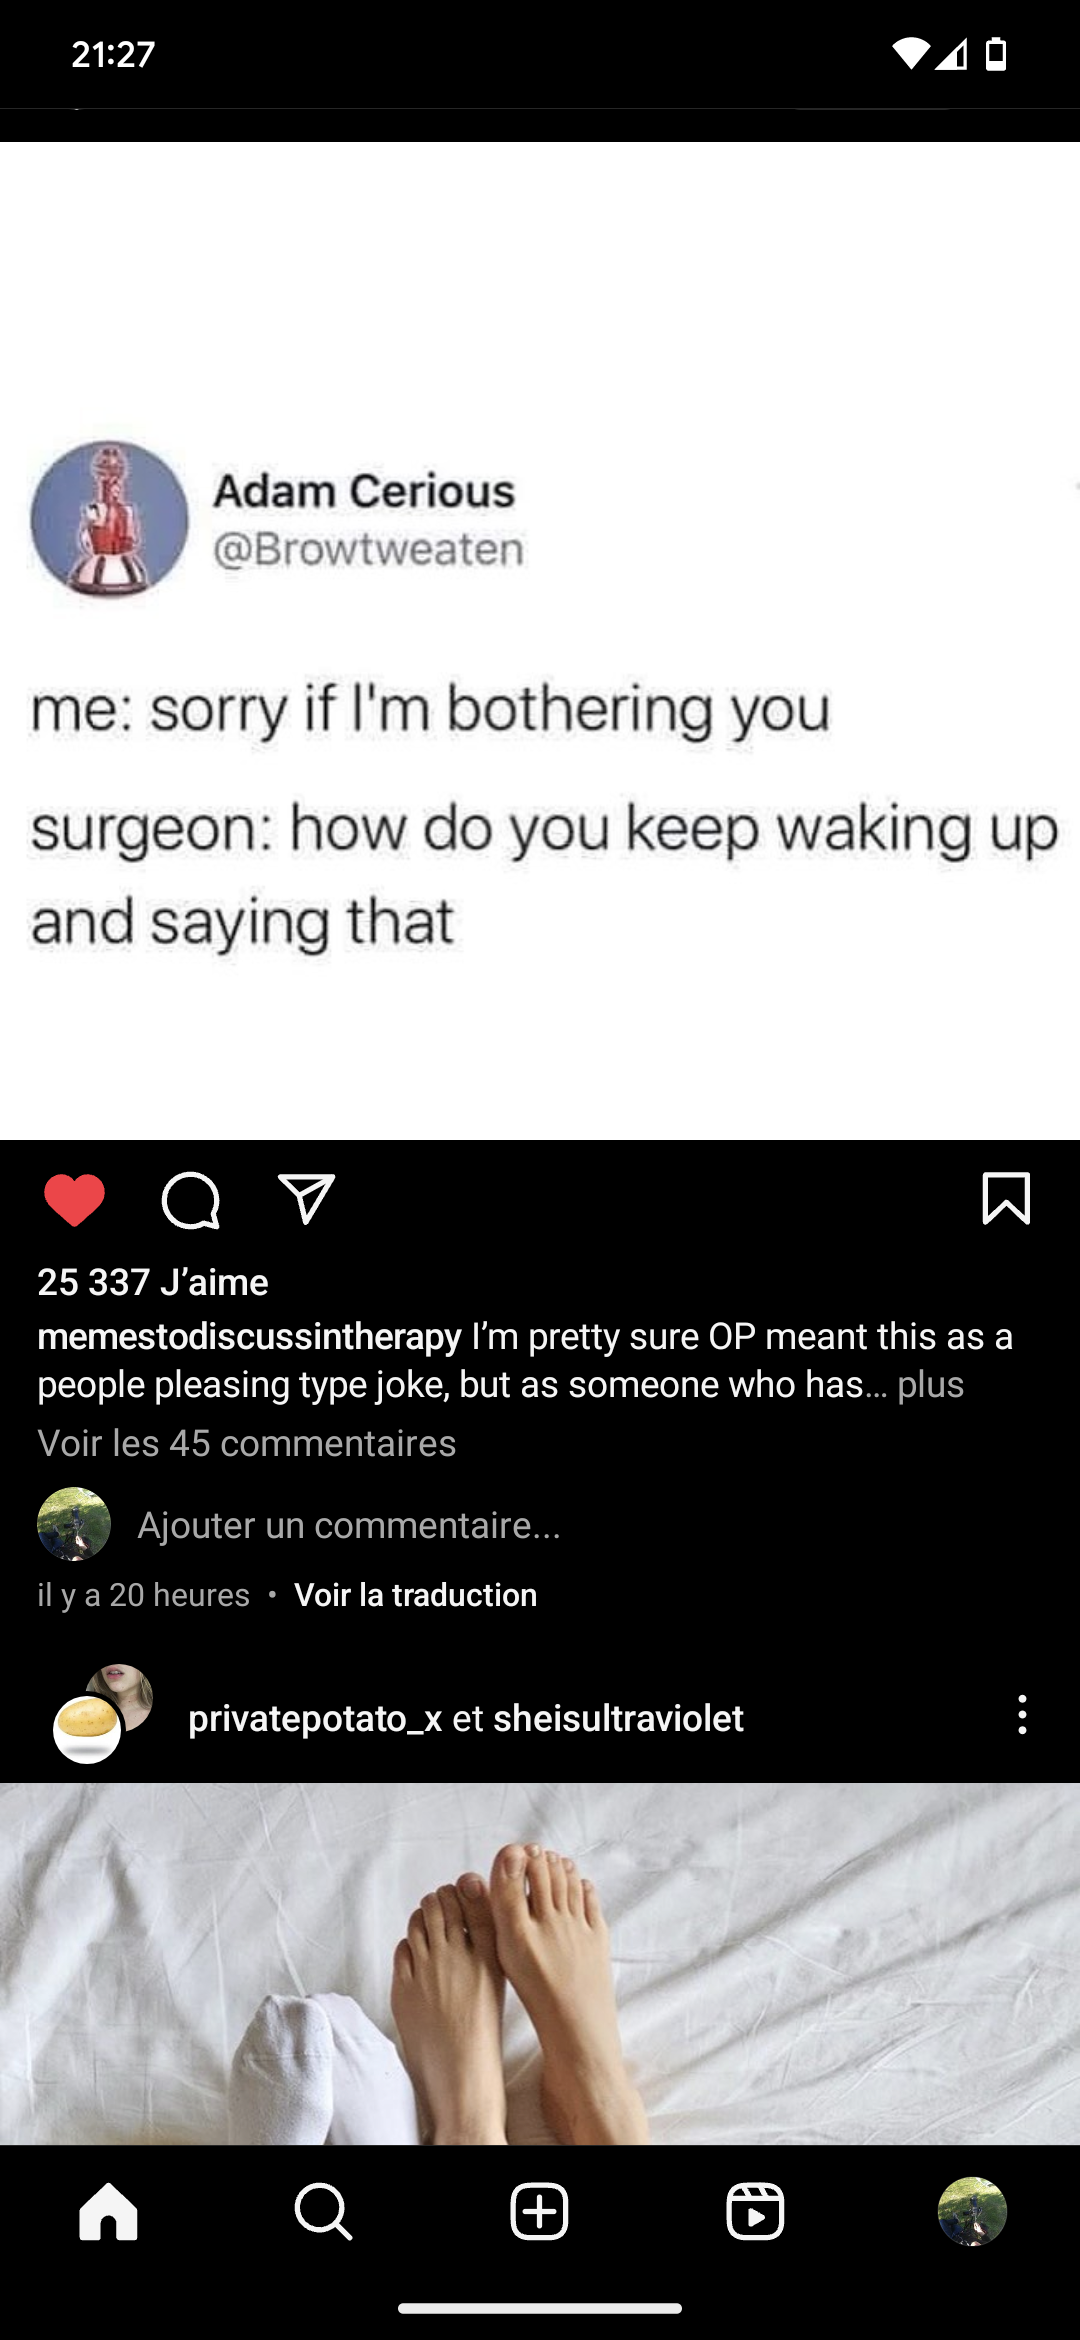 21:27
Adam Cerious
@Browtweaten
me: sorry if I'm bothering you
surgeon: how do you keep waking up
and saying that
25 337 J’aime
memestodiscussintherapy I’m pretty sure OP meant this as a
people pleasing type joke, but as someone who has... plus
Voir les 45 commentaires
Ajouter un commentaire...
il y a 20 heures • Voir la traduction
privatepotato_x et sheisultraviolet